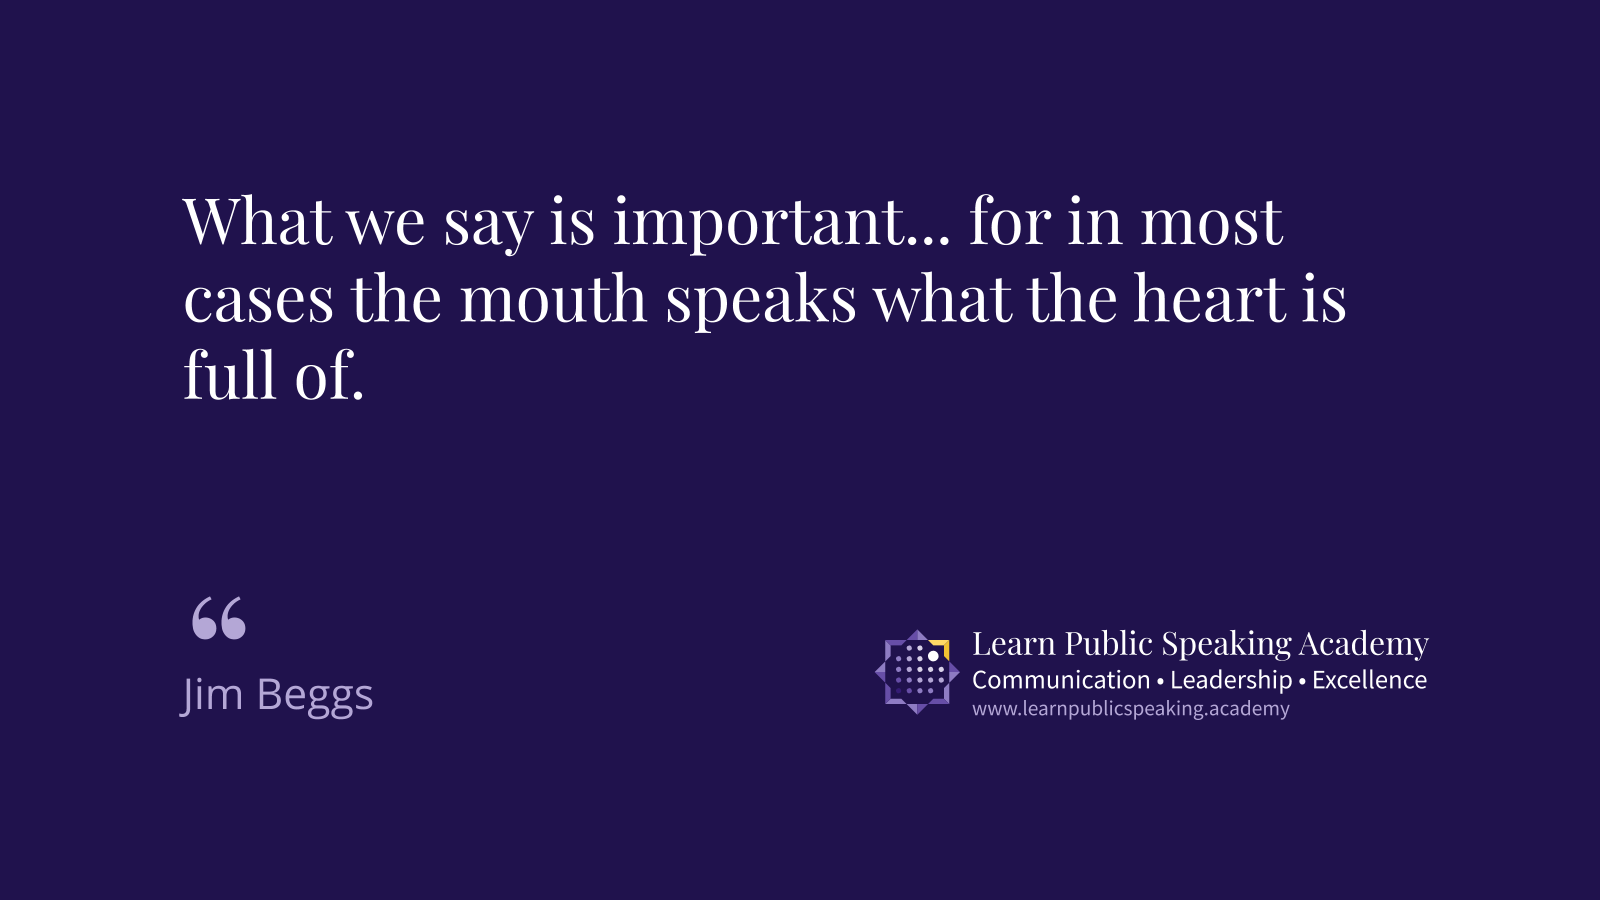 What we say is important... for in most
cases the mouth speaks what the heart is
full of.
“
Jim Beggs
Learn Public Speaking Academy
Communication • Leadership • Excellence
www.learnpublicspeaking.academy